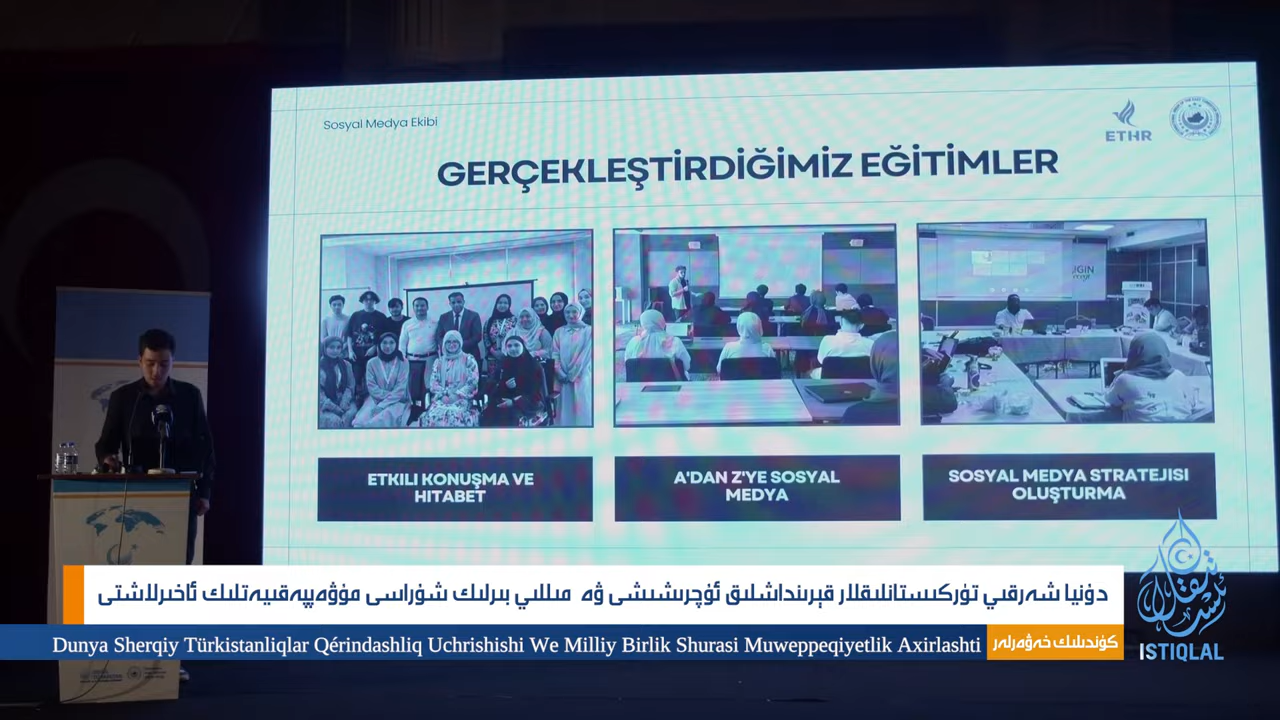 Sosyal Medya Ekibi
ETHR
GERÇEKLEŞTİRDİĞİMİZ EĞİTİMLER
ETKILI KONUŞMA VE
HITABET
A'DAN Z'YE SOSYAL
MEDYA
SOSYAL MEDYA STRATEJISI
OLUŞTURMA
دۇنيا شەرقىي تۈركىستانلىقلار قېرىنداشلىق ئۇچرىشىشى ۋە مىللىي بىرلىك شۇراسى مۇۋەپپەقىيەتلىك ئاخىرلاشتى
Dunya Sherqiy Türkistanliqlar Qérindashliq Uchrishishi We Milliy Birlik Shurasi Muweppeqiyetlik Axirlashti
كۈندىلىك خەۋەرلەر
ئىستىقلال
ISTIQLAL